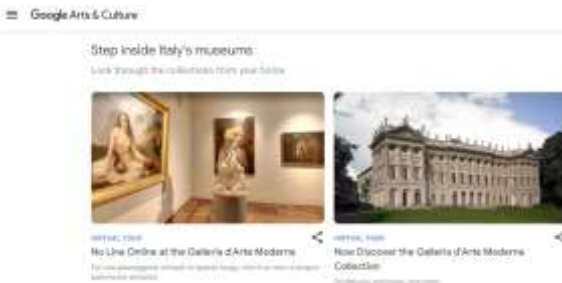 Google Arts & Culture
Step inside Italy's museums
Look through the collections from your home
VIRTUAL TOUR
No Line Online at the Galleria d'Arte Moderna
VIRTUAL TOUR
Now Discover the Galleria d'Arte Moderna
Collection